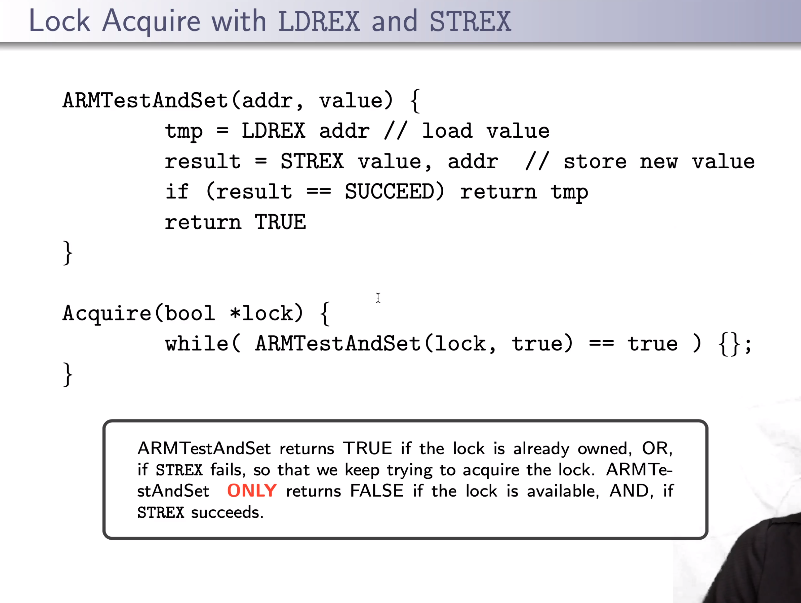 Lock Acquire with LDREX and STREX
ARMTestAndSet(addr, value) {
tmp = LDREX addr // load value
result = STREX value, addr // store new value
if (result == SUCCEED) return tmp
return TRUE
}
Acquire(bool *lock) {
while( ARMTestAndSet(lock, true) == true ) {};
}
ARMTestAndSet returns TRUE if the lock is already owned, OR,
if STREX fails, so that we keep trying to acquire the lock. ARMTe-
stAndSet ONLY returns FALSE if the lock is available, AND, if
STREX succeeds.